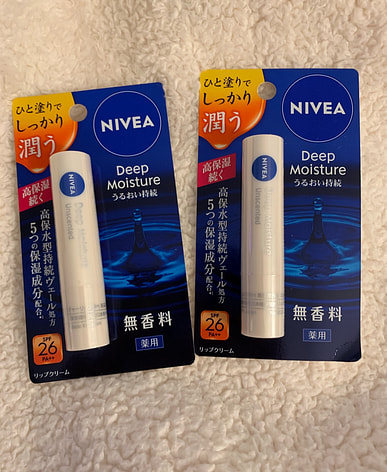 ひと塗りで
しっかり
潤う
NIVEA
Deep
Moisture
うるおい持続
高保湿
続く
高保水型持続ヴェール処方
5つの保湿成分配合
NIVEA
Unscented
無香料
薬用
SPF
26
PA++
リップクリーム
ひと塗りで
しっかり
潤う
NIVEA
Deep
Moisture
うるおい持続
高保湿
続く
高保水型持続ヴェール処方
5つの保湿成分配合
NIVEA
Unscented
無香料
薬用
SPF
26
PA++
リップクリーム